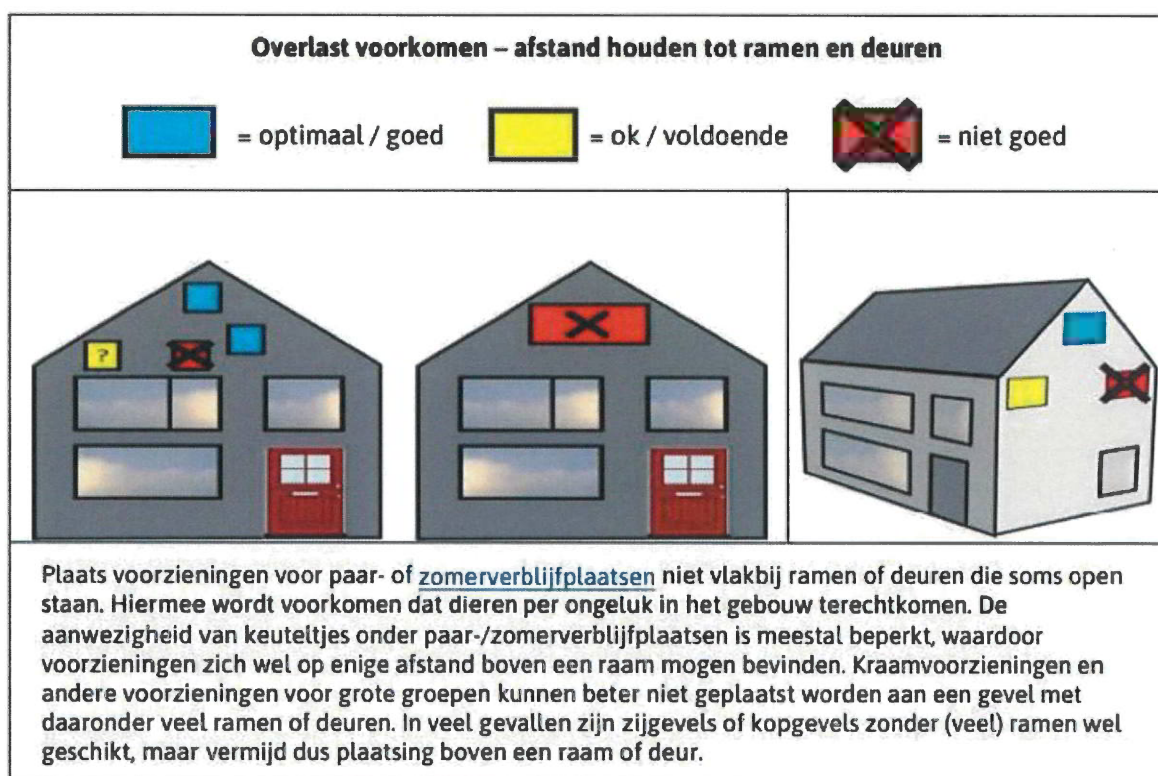 Overlast voorkomen – afstand houden tot ramen en deuren
= optimaal / goed
= ok / voldoende
= niet goed
?
Plaats voorzieningen voor paar- of zomerverblijfplaatsen niet vlakbij ramen of deuren die soms open
staan. Hiermee wordt voorkomen dat dieren per ongeluk in het gebouw terechtkomen. De
aanwezigheid van keuteltjes onder paar-/zomerverblijfplaatsen is meestal beperkt, waardoor
voorzieningen zich wel op enige afstand boven een raam mogen bevinden. Kraamvoorzieningen en
andere voorzieningen voor grote groepen kunnen beter niet geplaatst worden aan een gevel met
daaronder veel ramen of deuren. In veel gevallen zijn zijgevels of kopgevels zonder (veel) ramen wel
geschikt, maar vermijd dus plaatsing boven een raam of deur.